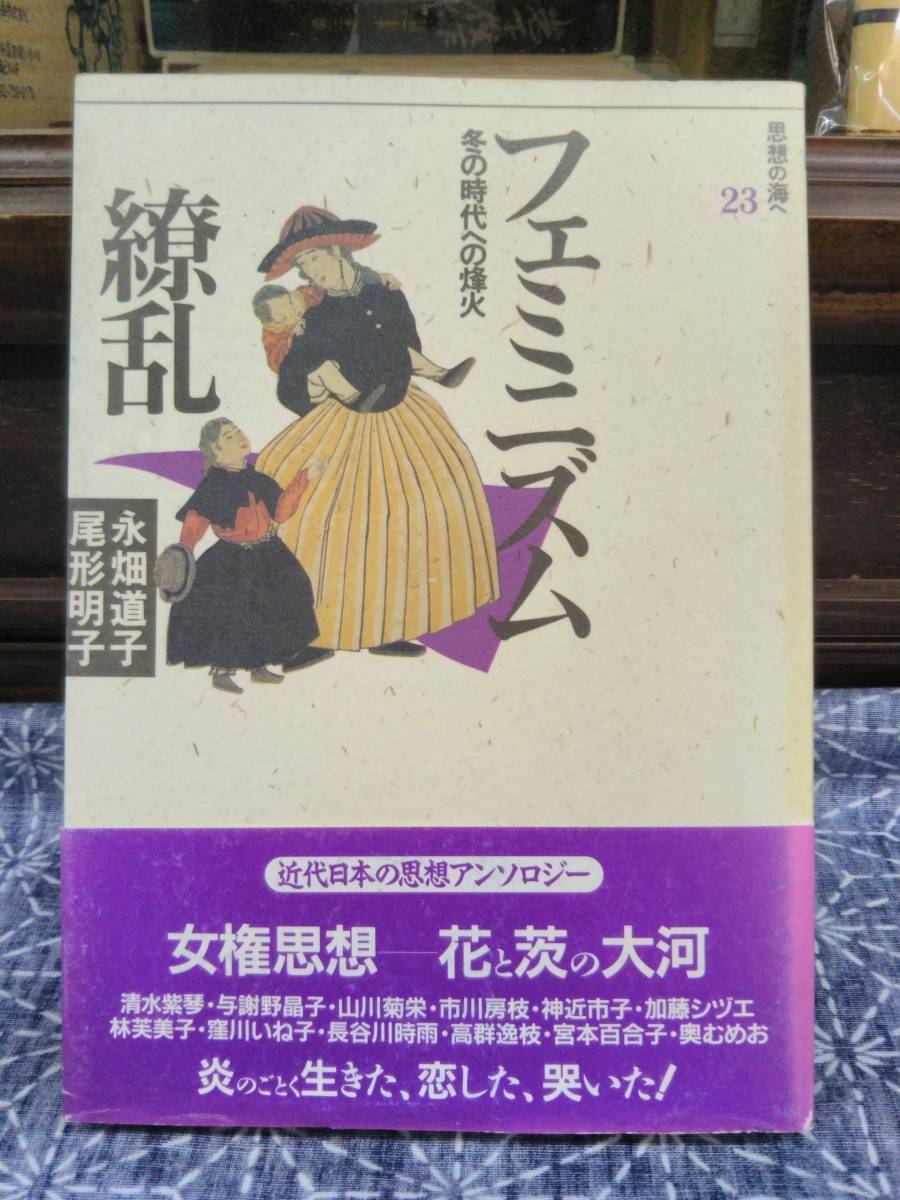 思想の海へ
23
フェミニズム
繚乱
冬の時代への烽火
永畑道子
尾形明子
近代日本の思想アンソロジー
女権思想──花と茨の大河
清水紫琴・与謝野晶子・山川菊栄・市川房枝・神近市子・加藤シヅエ
林芙美子・窪川いね子・長谷川時雨・高群逸枝・宮本百合子・奥むめお
炎のごとく生きた、恋した、哭いた!